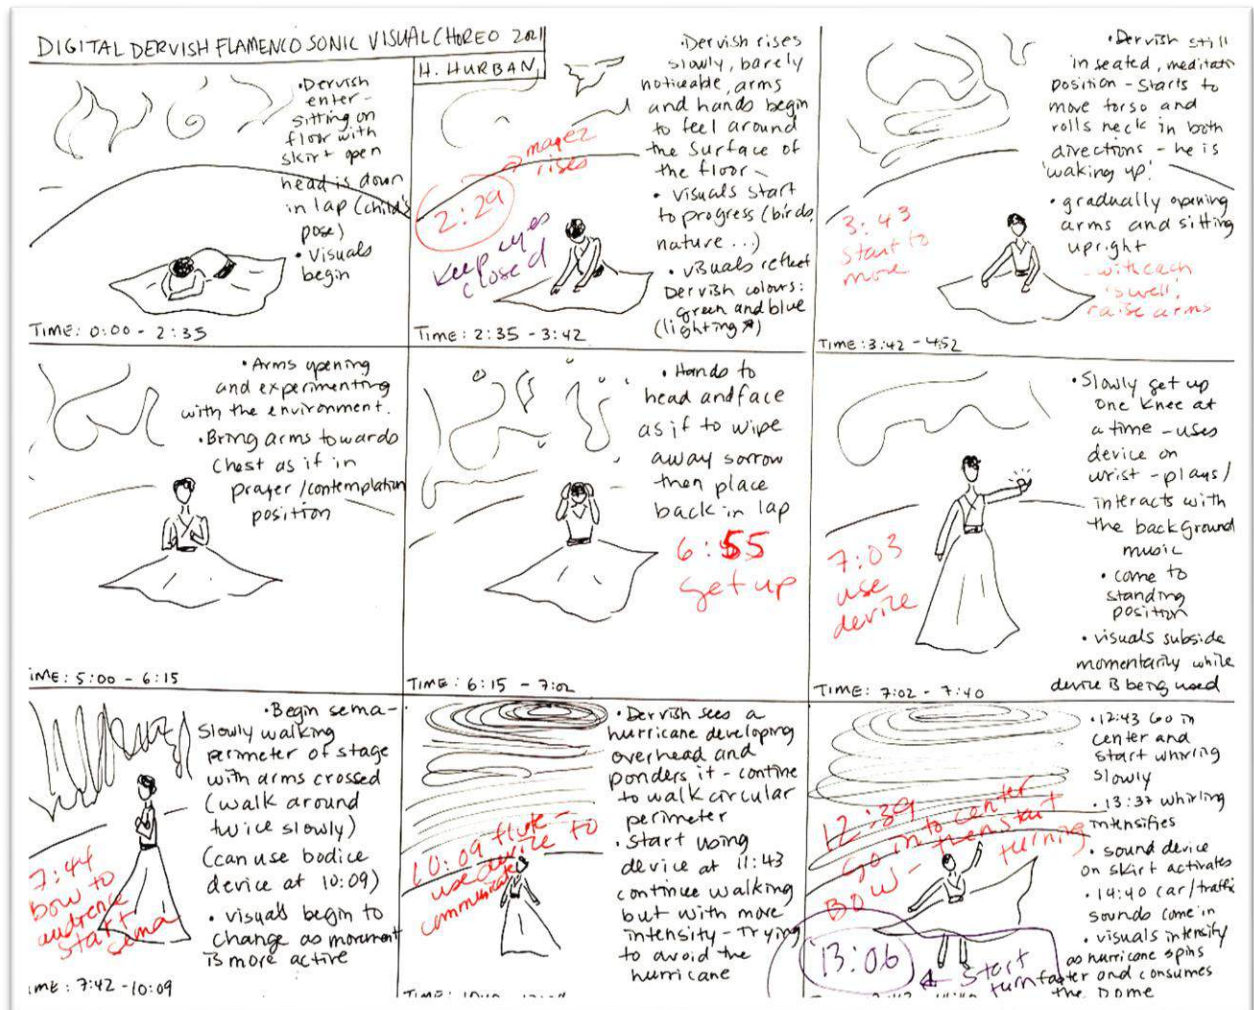 DIGITAL DERVISH FLAMENCO SONIC VISUAL CHOREO 2021
H. HURBAN
• Dervish
enter -
sitting on
floor with
skirt open
head is down
in lap (child's
pose)
• Visuals
begin
TIME: 0:00 - 2:35
• Dervish rises
slowly, barely
noticeable, arms
and hands begin
to feel around
the surface of
the floor -
• visuals start
to progress (birds,
nature ...)
• visuals reflect
Dervish colours:
green and blue
(lighting)
rises
2:29
keep eyes
closed
TIME: 2:35 - 3:42
• Dervish still
in seated, meditati
position - starts to
move torso and
rolls neck in both
directions - he is
'waking up'.
• gradually opening
arms and sitting
upright
- with each
'swell',
raise arms
3:43
start to
move
TIME: 3:42 - 4:52
• Arms opening
and experimenting
with the environment.
• Bring arms towards
chest as if in
prayer/contemplation
position
IME: 5:00 - 6:15
• Hands to
head and face
as if to wipe
away sorrow
then place
back in lap
6:55
get up
TIME: 6:15 - 7:02
• Slowly get up
one knee at
a time - uses
device on
wrist - plays/
interacts with
the background
music
• come to
standing
position
• visuals subside
momentarily while
device is being used
7:03
use
device
TIME: 7:02 - 7:40
• Begin sema -
slowly walking
perimeter of stage
with arms crossed
(walk around
twice slowly)
(can use bodice
device at 10:09)
• visuals begin to
change as movement
is more active
7:44
bow to
audience
start
sema
IME: 7:42 - 10:09
• Dervish sees a
hurricane developing
overhead and
ponders it - contine
to walk circular
perimeter
• start using
device at 11:43
continue walking
but with more
intensity - trying
to avoid the
hurricane
10:09 flute -
use device to
communicate
• 12:43 Go in
center and
start whirling
slowly
• 13:37 whirling
intensifies
• sound device
on skirt activates
• 14:40 car/traffic
sounds come in
• visuals intensify
as hurricane spins
faster and consumes
the Dome
12:39
Go into center
Bow - then start
turning
13:06
start
turn